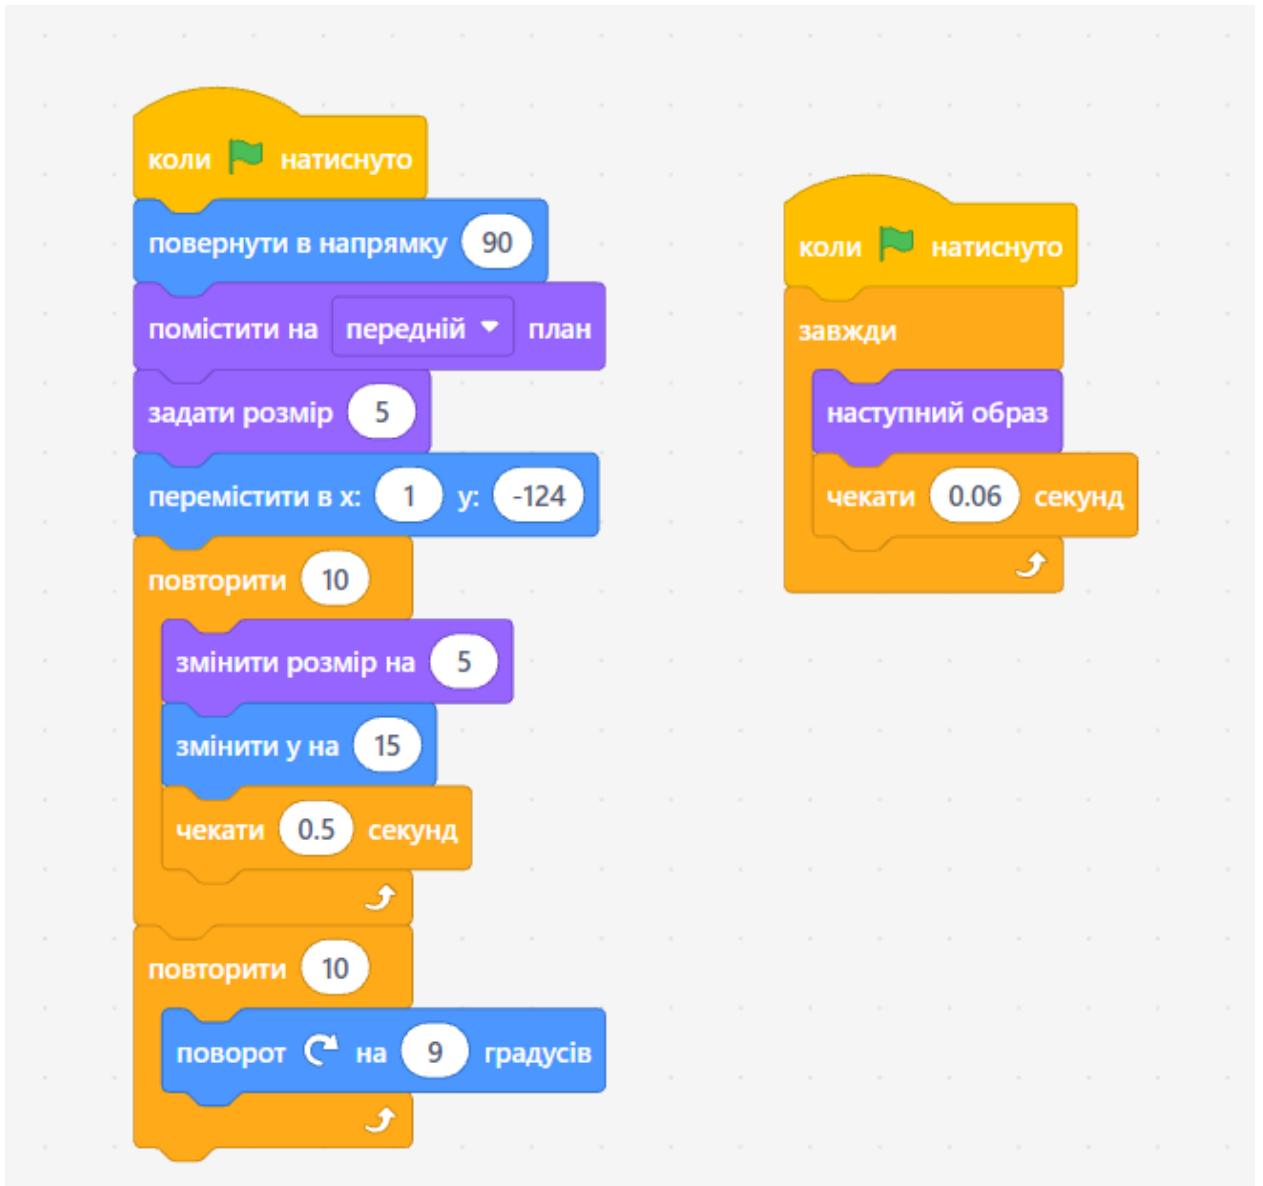 коли натиснуто
повернути в напрямку 90
помістити на передній план
задати розмір 5
перемістити в x: 1 y: -124
повторити 10
змінити розмір на 5
змінити y на 15
чекати 0.5 секунд
повторити 10
поворот на 9 градусів
коли натиснуто
завжди
наступний образ
чекати 0.06 секунд